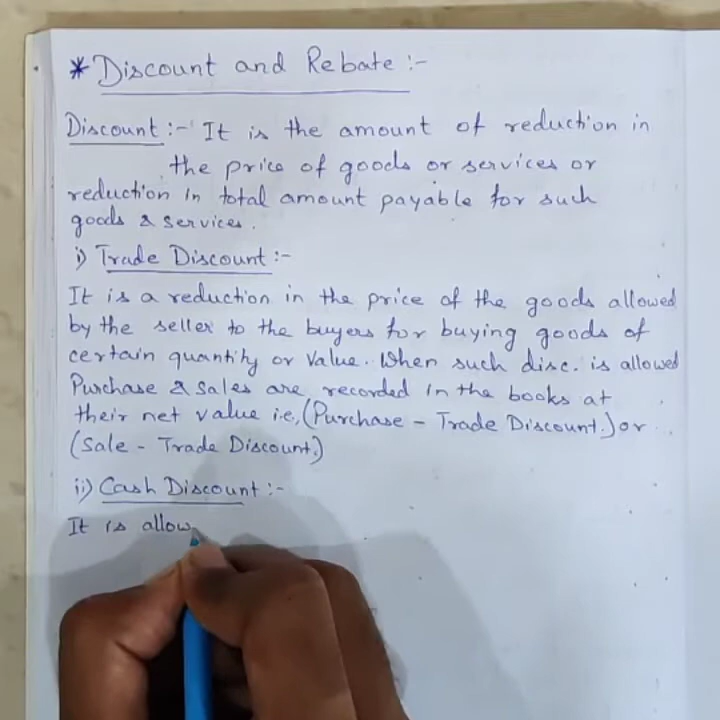 * Discount and Rebate :-
Discount :- It is the amount of reduction in
the price of goods or services or
reduction in total amount payable for such
goods & services.
i) Trade Discount :-
It is a reduction in the price of the goods allowed
by the seller to the buyers for buying goods of
certain quantity or value. When such disc. is allowed
Purchase & Sales are recorded in the books at
their net value i.e., (Purchase - Trade Discount.) or
(Sale - Trade Discount.)
ii) Cash Discount :-
It is allow